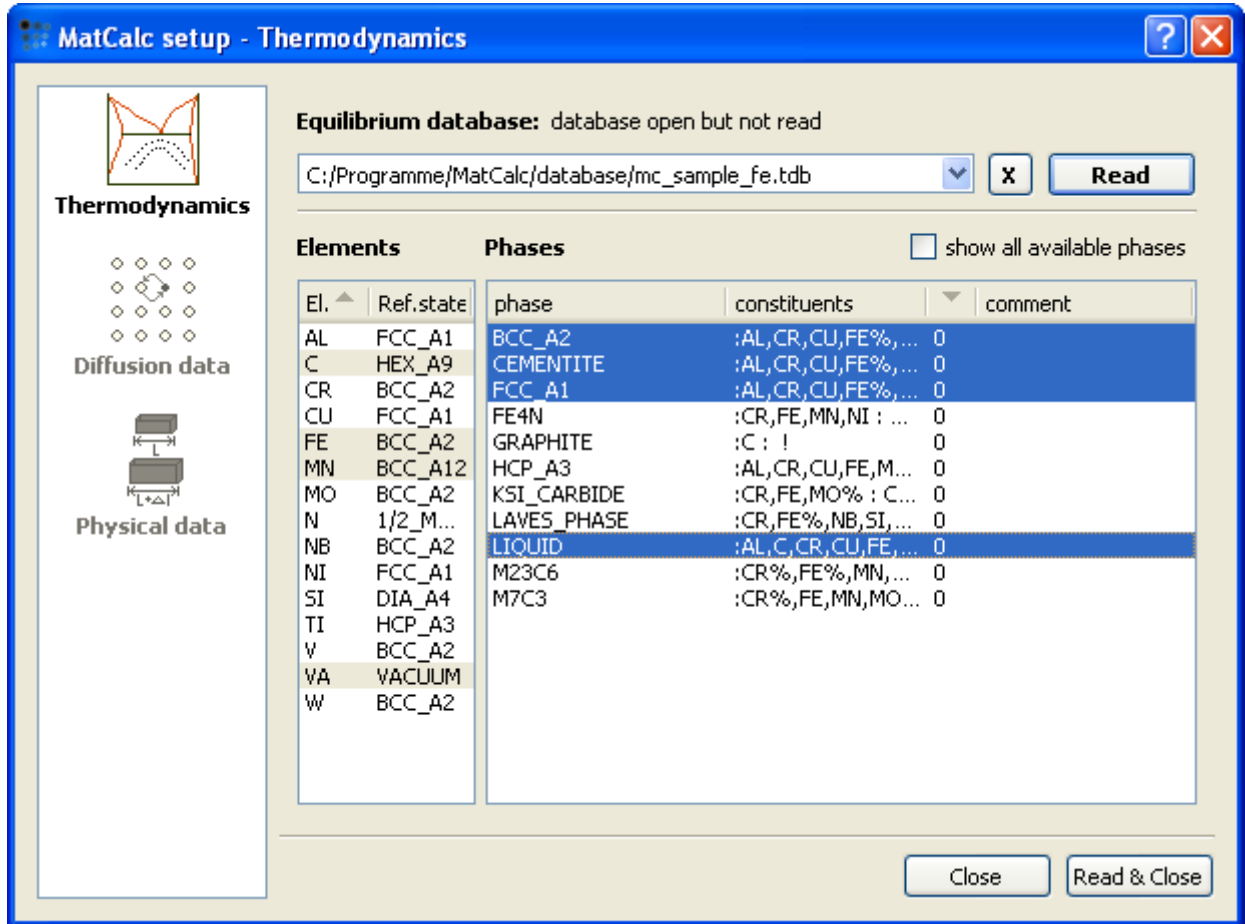 MatCalc setup - Thermodynamics
Thermodynamics
Diffusion data
L
L+Δl
Physical data
Equilibrium database: database open but not read
C:/Programme/MatCalc/database/mc_sample_fe.tdb X Read
Elements Phases show all available phases
El. Ref.state phase constituents comment
AL FCC_A1 BCC_A2 :AL,CR,CU,FE%,... 0
C HEX_A9 CEMENTITE :AL,CR,CU,FE%,... 0
CR BCC_A2 FCC_A1 :AL,CR,CU,FE%,... 0
CU FCC_A1 FE4N :CR,FE,MN,NI : ... 0
FE BCC_A2 GRAPHITE :C : ! 0
MN BCC_A12 HCP_A3 :AL,CR,CU,FE,M... 0
MO BCC_A2 KSI_CARBIDE :CR,FE,MO% : C... 0
N 1/2_M... LAVES_PHASE :CR,FE%,NB,SI,... 0
NB BCC_A2 LIQUID :AL,C,CR,CU,FE,... 0
NI FCC_A1 M23C6 :CR%,FE%,MN,... 0
SI DIA_A4 M7C3 :CR%,FE,MN,MO... 0
TI HCP_A3
V BCC_A2
VA VACUUM
W BCC_A2
Close Read & Close